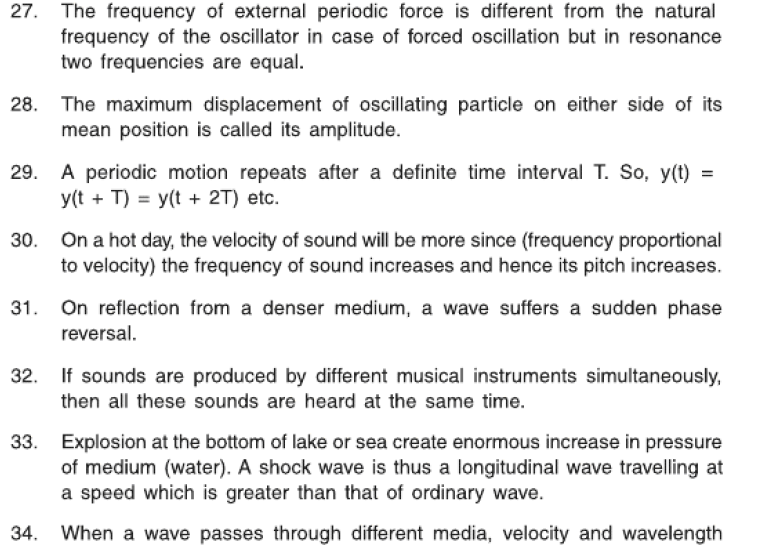 27. The frequency of external periodic force is different from the natural
frequency of the oscillator in case of forced oscillation but in resonance
two frequencies are equal.
28. The maximum displacement of oscillating particle on either side of its
mean position is called its amplitude.
29. A periodic motion repeats after a definite time interval T. So, y(t) =
y(t + T) = y(t + 2T) etc.
30. On a hot day, the velocity of sound will be more since (frequency proportional
to velocity) the frequency of sound increases and hence its pitch increases.
31. On reflection from a denser medium, a wave suffers a sudden phase
reversal.
32. If sounds are produced by different musical instruments simultaneously,
then all these sounds are heard at the same time.
33. Explosion at the bottom of lake or sea create enormous increase in pressure
of medium (water). A shock wave is thus a longitudinal wave travelling at
a speed which is greater than that of ordinary wave.
34. When a wave passes through different media, velocity and wavelength